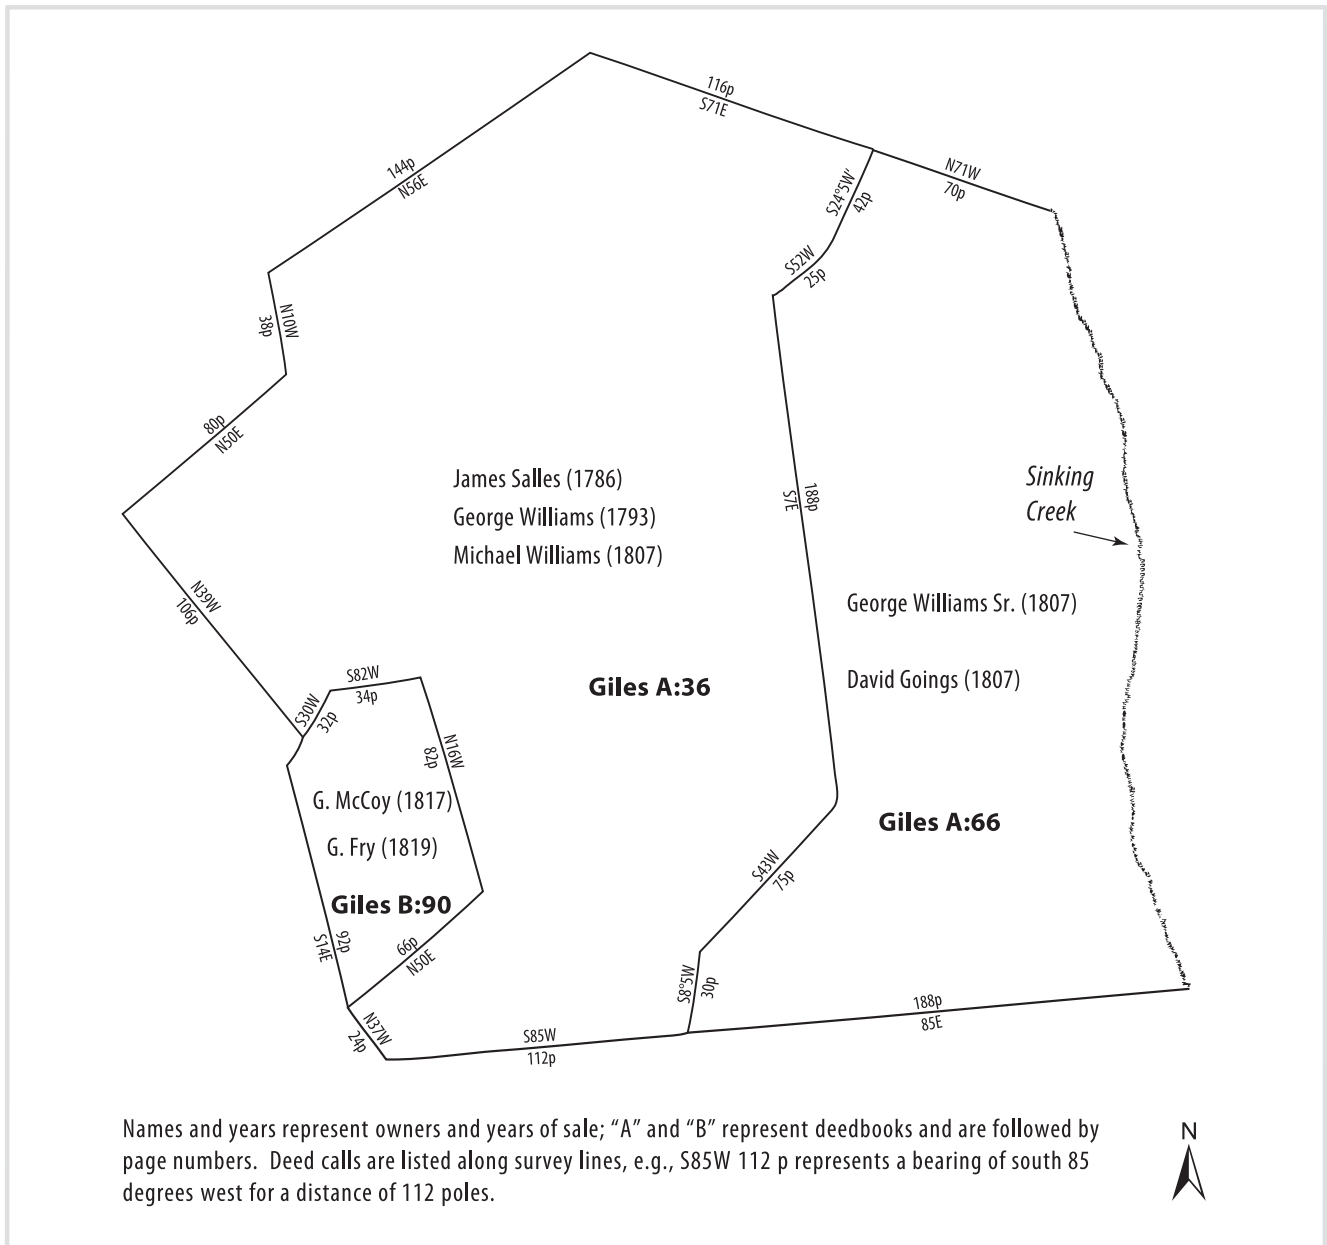 116p
S71E
144p
N56E
N71W
70p
S24°5W'
42p
S52W
25p
N10W
38p
80p
N50E
James Salles (1786)
George Williams (1793)
Michael Williams (1807)
188p
S7E
Sinking
Creek
N39W
106p
George Williams Sr. (1807)
David Goings (1807)
S82W
34p
S30W
32p
Giles A:36
N16W
82p
G. McCoy (1817)
G. Fry (1819)
Giles B:90
Giles A:66
S43W
75p
92p
S14E
66p
N50E
S8°5W
30p
N37W
24p
S85W
112p
188p
85E
Names and years represent owners and years of sale; “A” and “B” represent deedbooks and are followed by
page numbers.  Deed calls are listed along survey lines, e.g., S85W 112 p represents a bearing of south 85
degrees west for a distance of 112 poles.
N